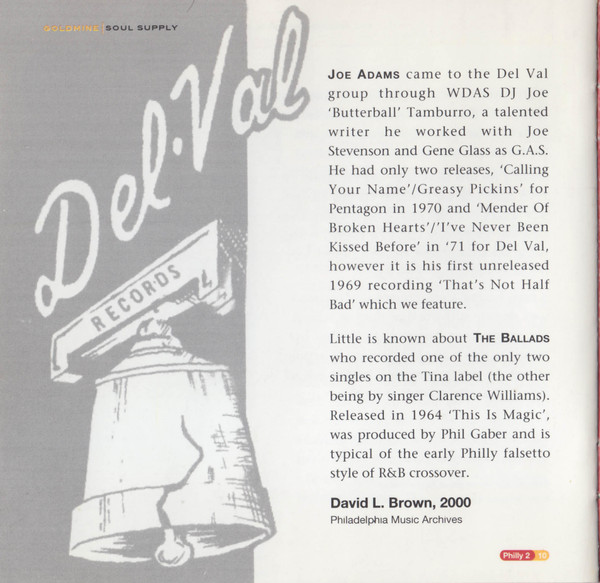 GOLDMINE|SOUL SUPPLY
Del-Val
RECORDS
JOE ADAMS came to the Del Val
group through WDAS DJ Joe
‘Butterball’ Tamburro, a talented
writer he worked with Joe
Stevenson and Gene Glass as G.A.S.
He had only two releases, ‘Calling
Your Name’/Greasy Pickins’ for
Pentagon in 1970 and ‘Mender Of
Broken Hearts’/‘I’ve Never Been
Kissed Before’ in ‘71 for Del Val,
however it is his first unreleased
1969 recording ‘That’s Not Half
Bad’ which we feature.
Little is known about THE BALLADS
who recorded one of the only two
singles on the Tina label (the other
being by singer Clarence Williams).
Released in 1964 ‘This Is Magic’,
was produced by Phil Gaber and is
typical of the early Philly falsetto
style of R&B crossover.
David L. Brown, 2000
Philadelphia Music Archives
Philly 2 10